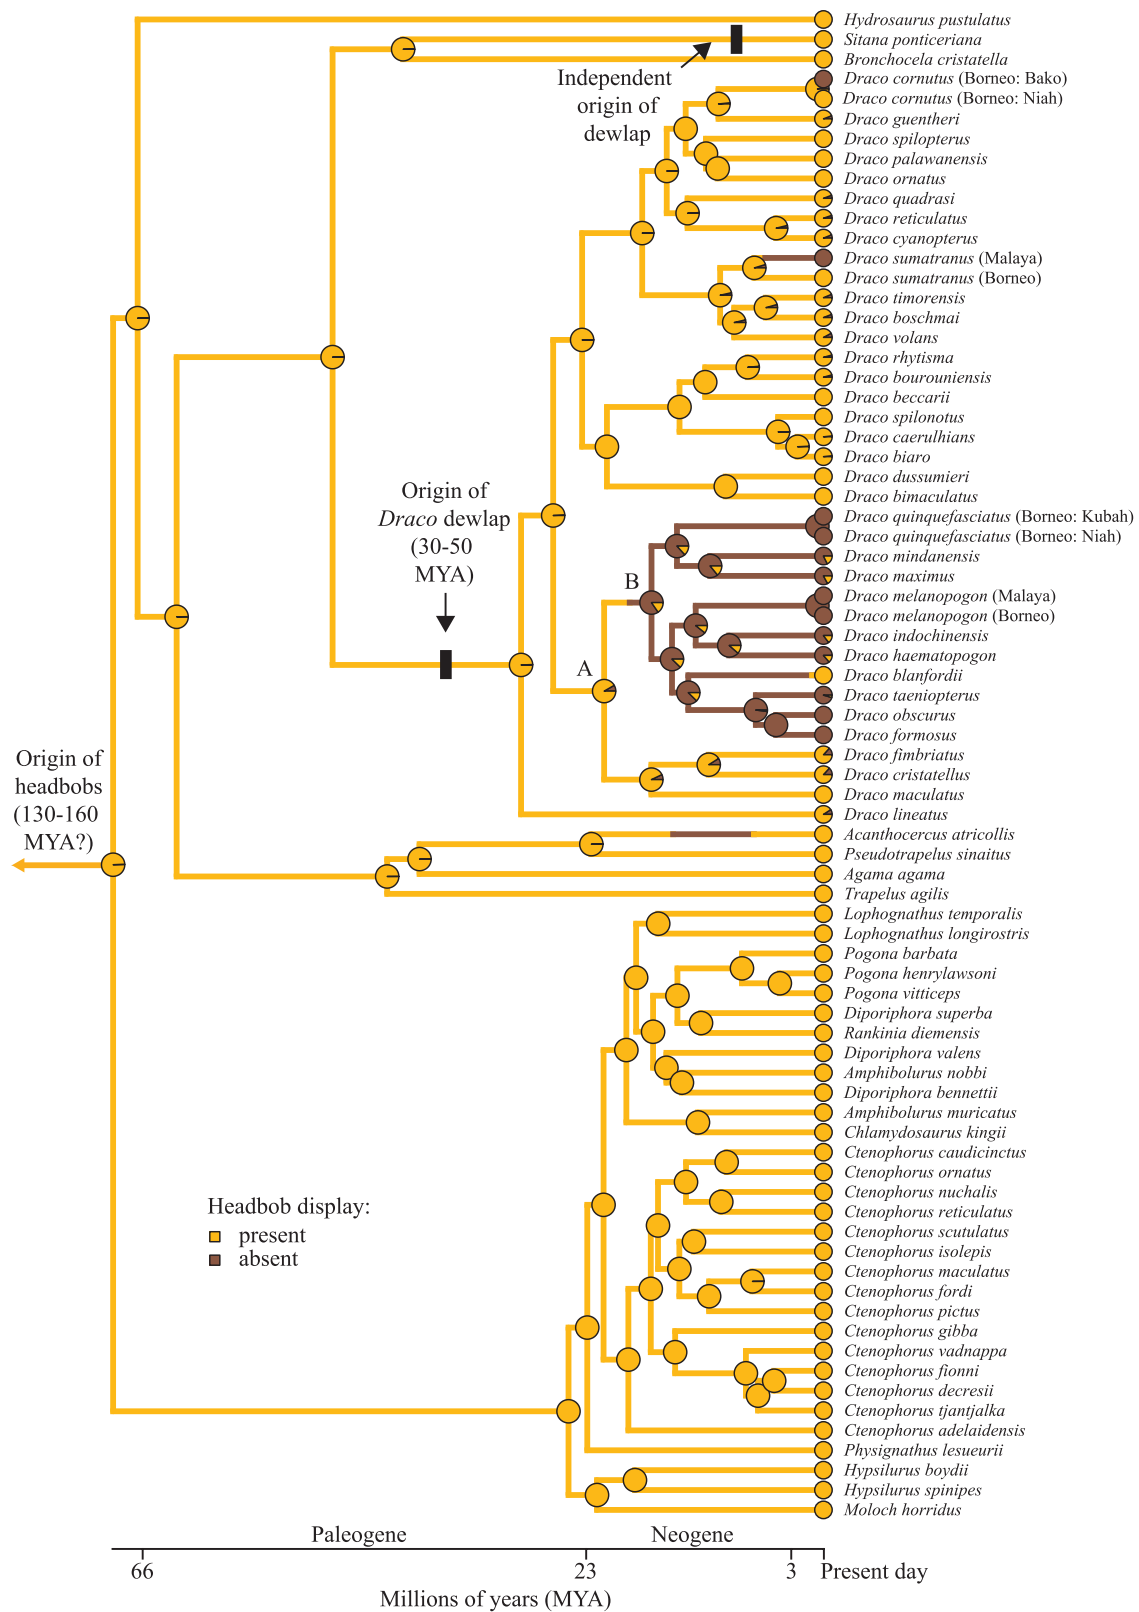 Hydrosaurus pustulatus
Sitana ponticeriana
Bronchocela cristatella
Draco cornutus (Borneo: Bako)
Draco cornutus (Borneo: Niah)
Draco guentheri
Draco spilopterus
Draco palawanensis
Draco ornatus
Draco quadrasi
Draco reticulatus
Draco cyanopterus
Draco sumatranus (Malaya)
Draco sumatranus (Borneo)
Draco timorensis
Draco boschmai
Draco volans
Draco rhytisma
Draco bourouniensis
Draco beccarii
Draco spilonotus
Draco caerulhians
Draco biaro
Draco dussumieri
Draco bimaculatus
Draco quinquefasciatus (Borneo: Kubah)
Draco quinquefasciatus (Borneo: Niah)
Draco mindanensis
Draco maximus
Draco melanopogon (Malaya)
Draco melanopogon (Borneo)
Draco indochinensis
Draco haematopogon
Draco blanfordii
Draco taeniopterus
Draco obscurus
Draco formosus
Draco fimbriatus
Draco cristatellus
Draco maculatus
Draco lineatus
Acanthocercus atricollis
Pseudotrapelus sinaitus
Agama agama
Trapelus agilis
Lophognathus temporalis
Lophognathus longirostris
Pogona barbata
Pogona henrylawsoni
Pogona vitticeps
Diporiphora superba
Rankinia diemensis
Diporiphora valens
Amphibolurus nobbi
Diporiphora bennettii
Amphibolurus muricatus
Chlamydosaurus kingii
Ctenophorus caudicinctus
Ctenophorus ornatus
Ctenophorus nuchalis
Ctenophorus reticulatus
Ctenophorus scutulatus
Ctenophorus isolepis
Ctenophorus maculatus
Ctenophorus fordi
Ctenophorus pictus
Ctenophorus gibba
Ctenophorus vadnappa
Ctenophorus fionni
Ctenophorus decresii
Ctenophorus tjantjalka
Ctenophorus adelaidensis
Physignathus lesueurii
Hypsilurus boydii
Hypsilurus spinipes
Moloch horridus
Independent
origin of
dewlap
Origin of
Draco dewlap
(30-50
MYA)
B
A
Origin of
headbobs
(130-160
MYA?)
Headbob display:
present
absent
Paleogene
Neogene
66
23
3
Present day
Millions of years (MYA)